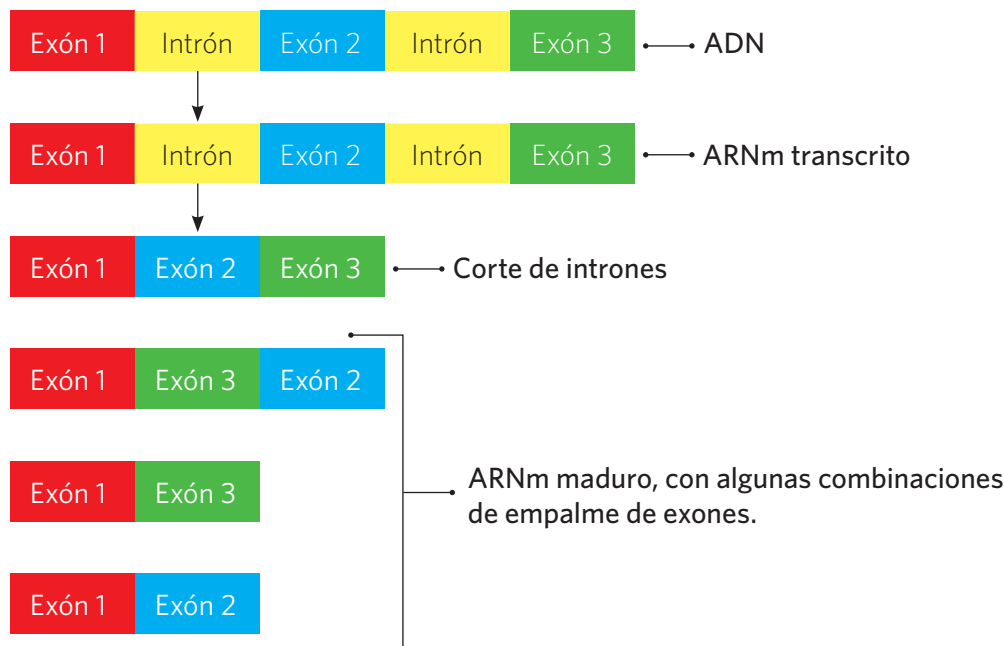 Exón 1 Intrón Exón 2 Intrón Exón 3 ADN
Exón 1 Intrón Exón 2 Intrón Exón 3 ARNm transcrito
Exón 1 Exón 2 Exón 3 Corte de intrones
Exón 1 Exón 3 Exón 2
Exón 1 Exón 3
ARNm maduro, con algunas combinaciones
de empalme de exones.
Exón 1 Exón 2